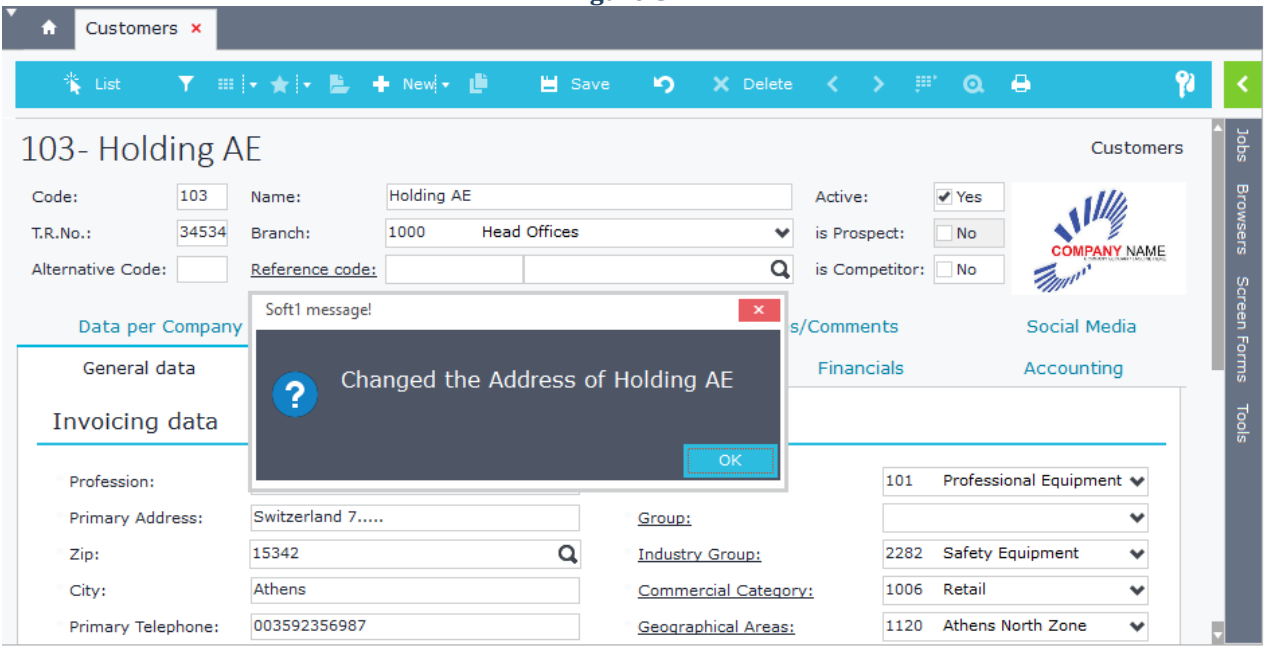 Customers ×
List New Save Delete
103- Holding AE Customers
Code: 103 Name: Holding AE Active: Yes
T.R.No.: 34534 Branch: 1000 Head Offices is Prospect: No
Alternative Code: Reference code: is Competitor: No
COMPANY NAME
Soft1 message!
Changed the Address of Holding AE
OK
Data per Company s/Comments Social Media
General data Financials Accounting
Invoicing data
Profession: 101 Professional Equipment
Primary Address: Switzerland 7..... Group:
Zip: 15342 Industry Group: 2282 Safety Equipment
City: Athens Commercial Category: 1006 Retail
Primary Telephone: 003592356987 Geographical Areas: 1120 Athens North Zone
Jobs
Browsers
Screen Forms
Tools